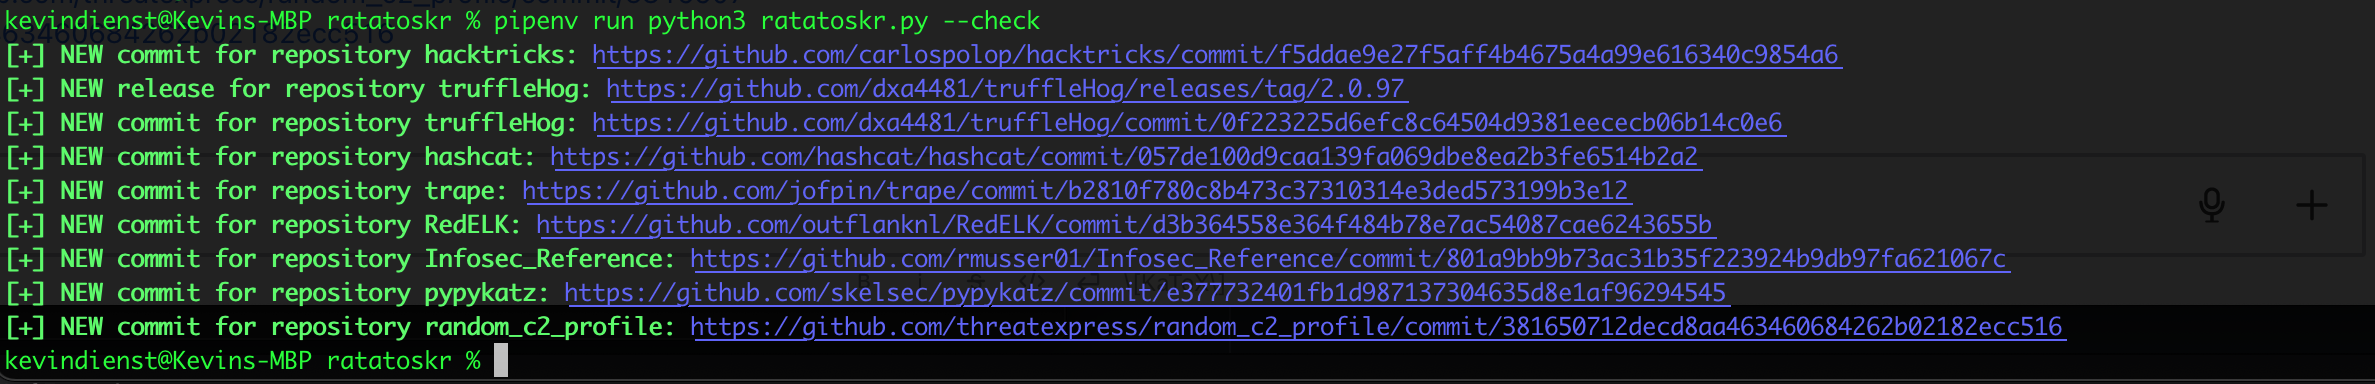 kevindienst@Kevins-MBP ratatoskr % pipenv run python3 ratatoskr.py --check
[+] NEW commit for repository hacktricks: https://github.com/carlospolop/hacktricks/commit/f5ddae9e27f5aff4b4675a4a99e616340c9854a6
[+] NEW release for repository truffleHog: https://github.com/dxa4481/truffleHog/releases/tag/2.0.97
[+] NEW commit for repository truffleHog: https://github.com/dxa4481/truffleHog/commit/0f223225d6efc8c64504d9381eececb06b14c0e6
[+] NEW commit for repository hashcat: https://github.com/hashcat/hashcat/commit/057de100d9caa139fa069dbe8ea2b3fe6514b2a2
[+] NEW commit for repository trape: https://github.com/jofpin/trape/commit/b2810f780c8b473c37310314e3ded573199b3e12
[+] NEW commit for repository RedELK: https://github.com/outflanknl/RedELK/commit/d3b364558e364f484b78e7ac54087cae6243655b
[+] NEW commit for repository Infosec_Reference: https://github.com/rmusser01/Infosec_Reference/commit/801a9bb9b73ac31b35f223924b9db97fa621067c
[+] NEW commit for repository pypykatz: https://github.com/skelsec/pypykatz/commit/e377732401fb1d987137304635d8e1af96294545
[+] NEW commit for repository random_c2_profile: https://github.com/threatexpress/random_c2_profile/commit/381650712decd8aa463460684262b02182ecc516
kevindienst@Kevins-MBP ratatoskr %